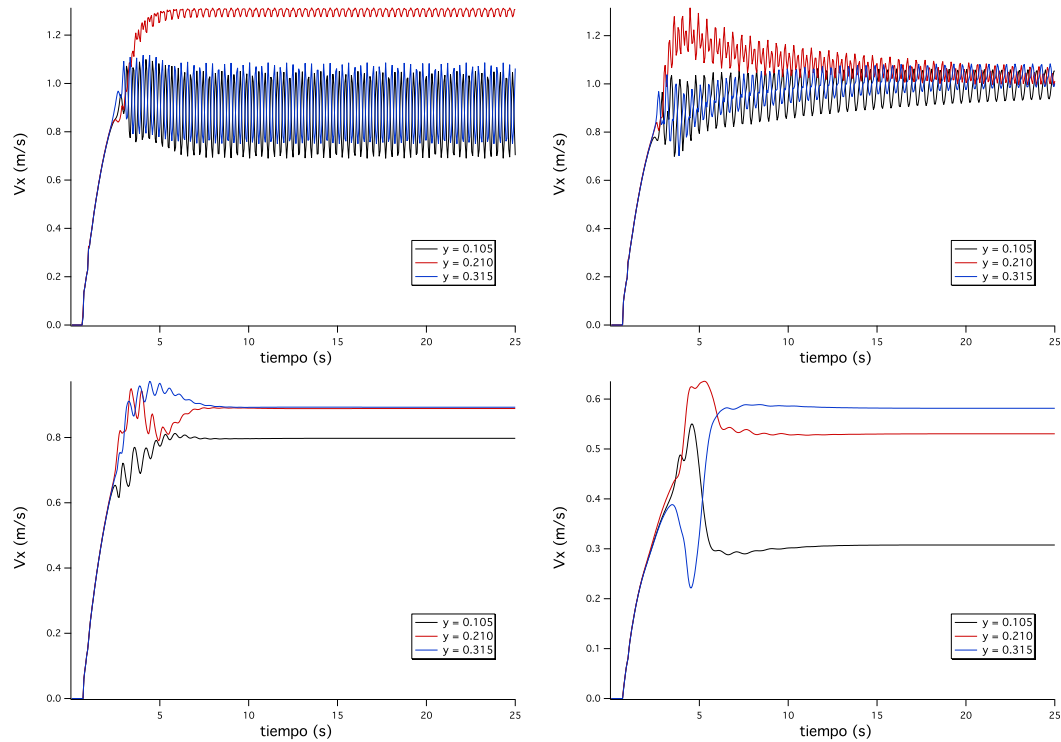 1.2
1.0
0.8
0.6
0.4
0.2
0.0
Vx (m/s)
y = 0.105
y = 0.210
y = 0.315
5
10
15
20
25
tiempo (s)
1.2
1.0
0.8
0.6
0.4
0.2
0.0
Vx (m/s)
y = 0.105
y = 0.210
y = 0.315
5
10
15
20
25
tiempo (s)
0.8
0.6
0.4
0.2
0.0
Vx (m/s)
y = 0.105
y = 0.210
y = 0.315
5
10
15
20
25
tiempo (s)
0.6
0.5
0.4
0.3
0.2
0.1
0.0
Vx (m/s)
y = 0.105
y = 0.210
y = 0.315
5
10
15
20
25
tiempo (s)